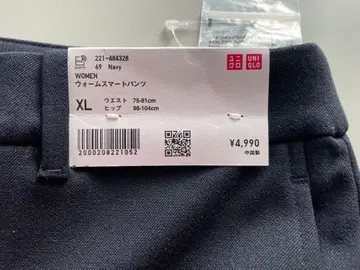 221-484328
69 Navy
WOMEN
ウォームスマートパンツ
XL
ウエスト 75-81cm
ヒップ 98-104cm
2000208221052
ユニクロ
UNIQLO
¥4,990
中国製